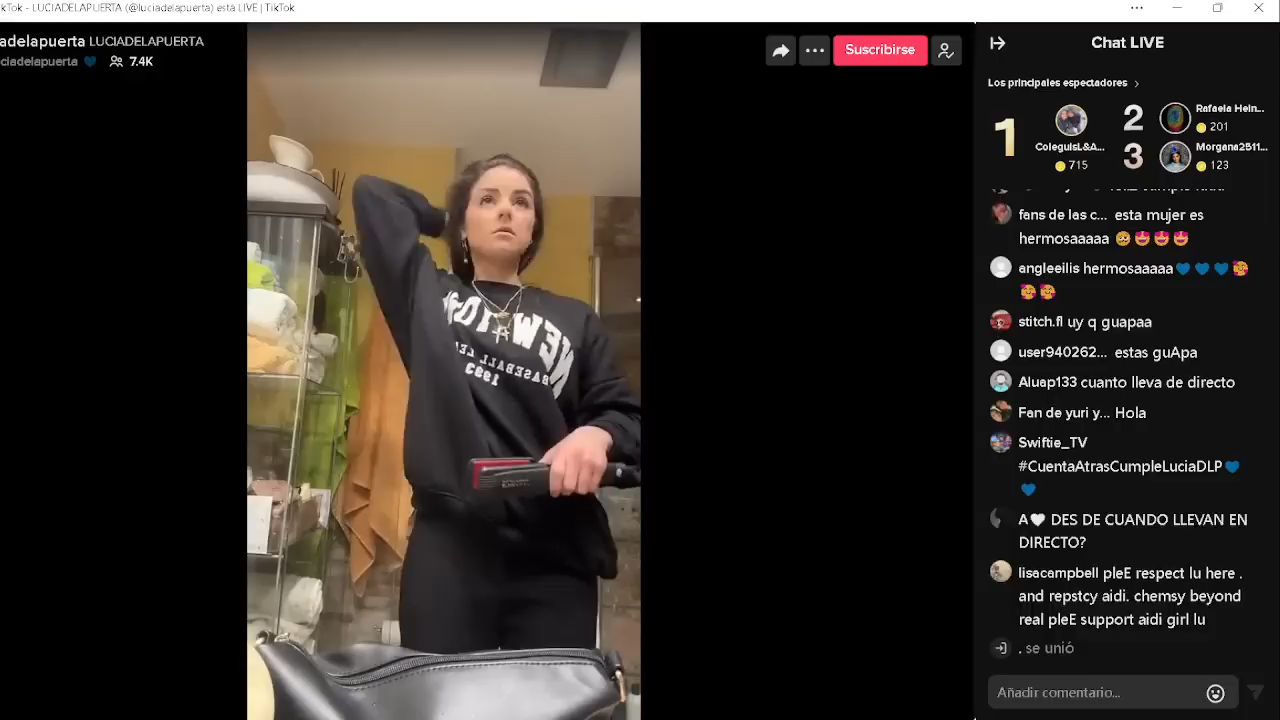 kTok - LUCIADELAPUERTA (@luciadelapuerta) está LIVE | TikTok
adelapuerta LUCIADELAPUERTA
ciadelapuerta 💙 7.4K
Suscribirse
Chat LIVE
Los principales espectadores
1 2 3
ColeguisL&A...
715
Rafaela Hein...
201
Morgana2511...
123
fans de las c... esta mujer es
hermosaaaaa 🥺😍😍😍
angleeilis hermosaaaaa💙💙💙🥰
🥰🥰
stitch.fl uy q guapaa
user940262... estas guApa
Aluap133 cuanto lleva de directo
Fan de yuri y... Hola
Swiftie_TV
#CuentaAtrasCumpleLuciaDLP💙
💙
A🤍 DES DE CUANDO LLEVAN EN
DIRECTO?
lisacampbell pleE respect lu here .
and repstcy aidi. chemsy beyond
real pleE support aidi girl lu
. se unió
Añadir comentario...
NEW YO
BASEBALL LE
1993